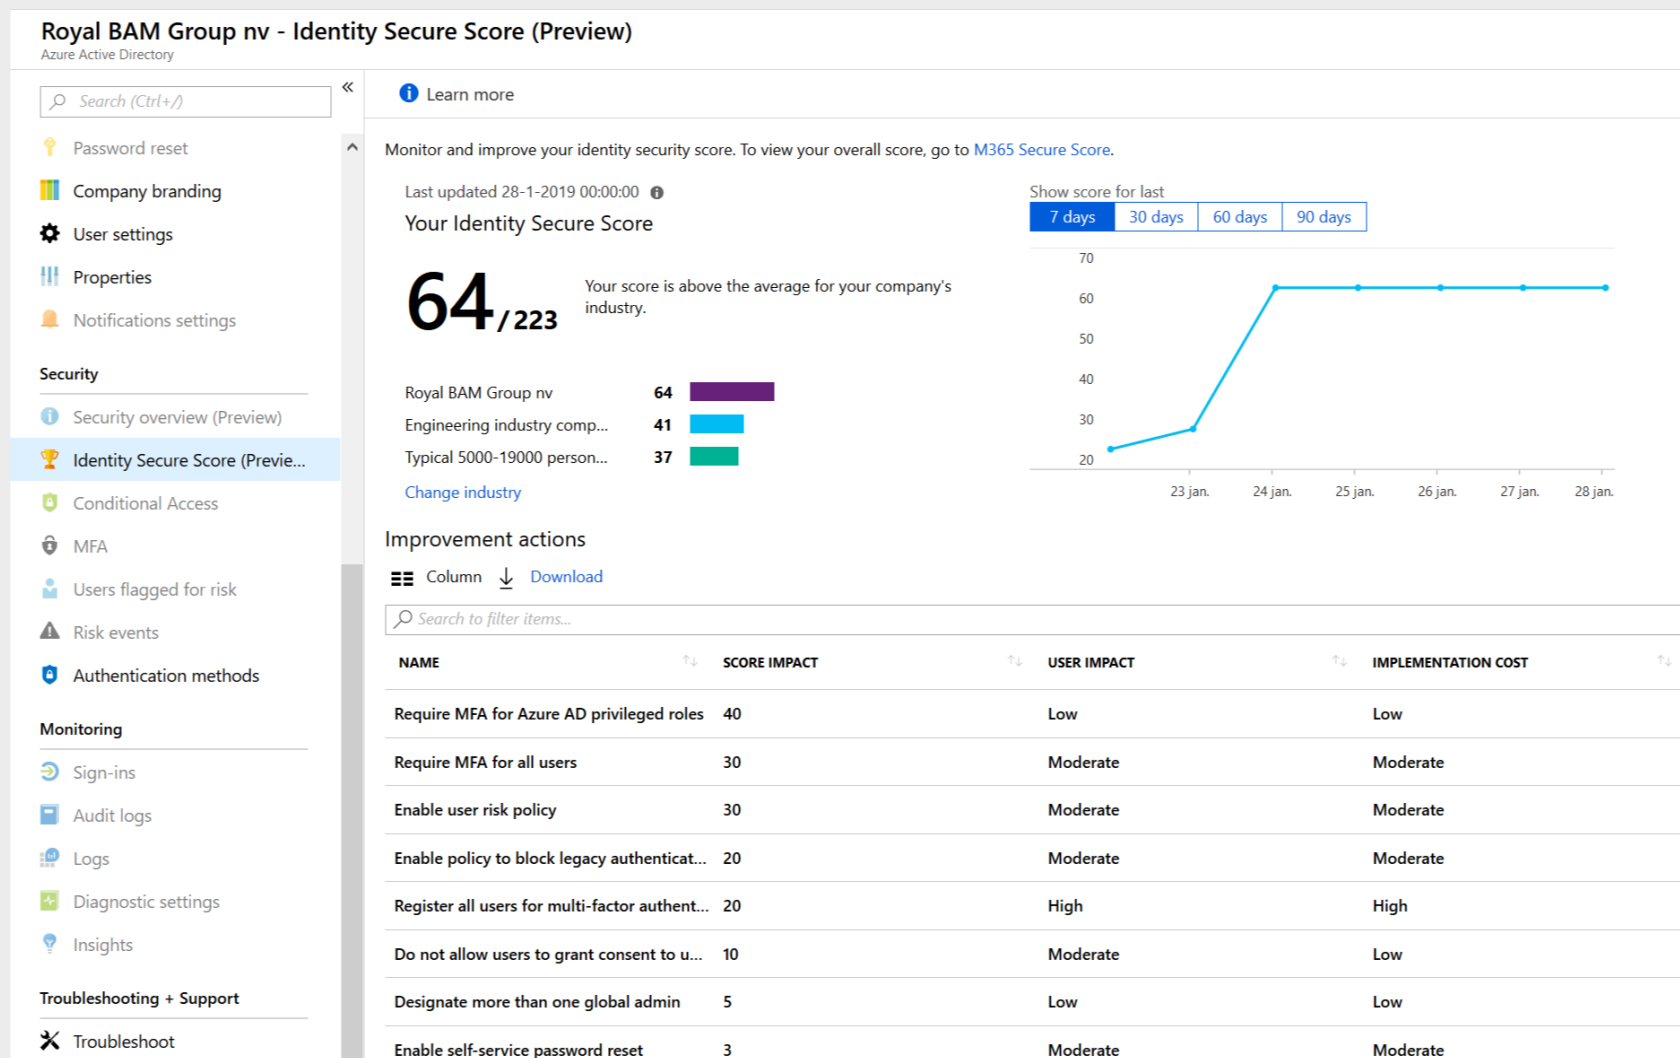 Royal BAM Group nv - Identity Secure Score (Preview)
Azure Active Directory
Search (Ctrl+/)
Password reset
Company branding
User settings
Properties
Notifications settings
Security
Security overview (Preview)
Identity Secure Score (Previe...
Conditional Access
MFA
Users flagged for risk
Risk events
Authentication methods
Monitoring
Sign-ins
Audit logs
Logs
Diagnostic settings
Insights
Troubleshooting + Support
Troubleshoot
Learn more
Monitor and improve your identity security score. To view your overall score, go to M365 Secure Score.
Last updated 28-1-2019 00:00:00
Your Identity Secure Score
64/223
Your score is above the average for your company's
industry.
Royal BAM Group nv 64
Engineering industry comp... 41
Typical 5000-19000 person... 37
Change industry
Show score for last
7 days 30 days 60 days 90 days
70
60
50
40
30
20
23 jan. 24 jan. 25 jan. 26 jan. 27 jan. 28 jan.
Improvement actions
Column Download
Search to filter items...
NAME SCORE IMPACT USER IMPACT IMPLEMENTATION COST
Require MFA for Azure AD privileged roles 40 Low Low
Require MFA for all users 30 Moderate Moderate
Enable user risk policy 30 Moderate Moderate
Enable policy to block legacy authenticat... 20 Moderate Moderate
Register all users for multi-factor authent... 20 High High
Do not allow users to grant consent to u... 10 Moderate Low
Designate more than one global admin 5 Low Low
Enable self-service password reset 3 Moderate Moderate